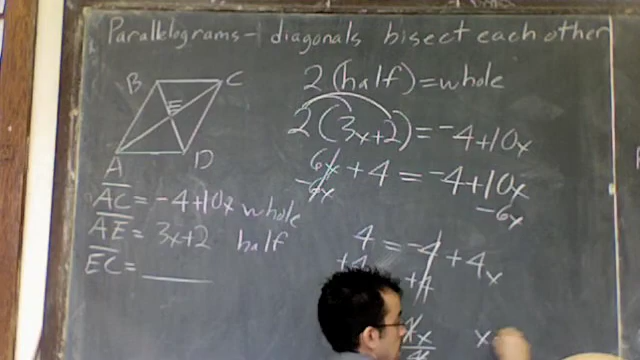 Parallelograms - diagonals bisect each other
2(half) = whole
2(3x+2) = -4+10x
6x + 4 = -4+10x
-6x -6x
4 = -4 + 4x
+4 +4
x
B C
E
A D
AC = -4+10x whole
AE = 3x+2 half
EC = ____